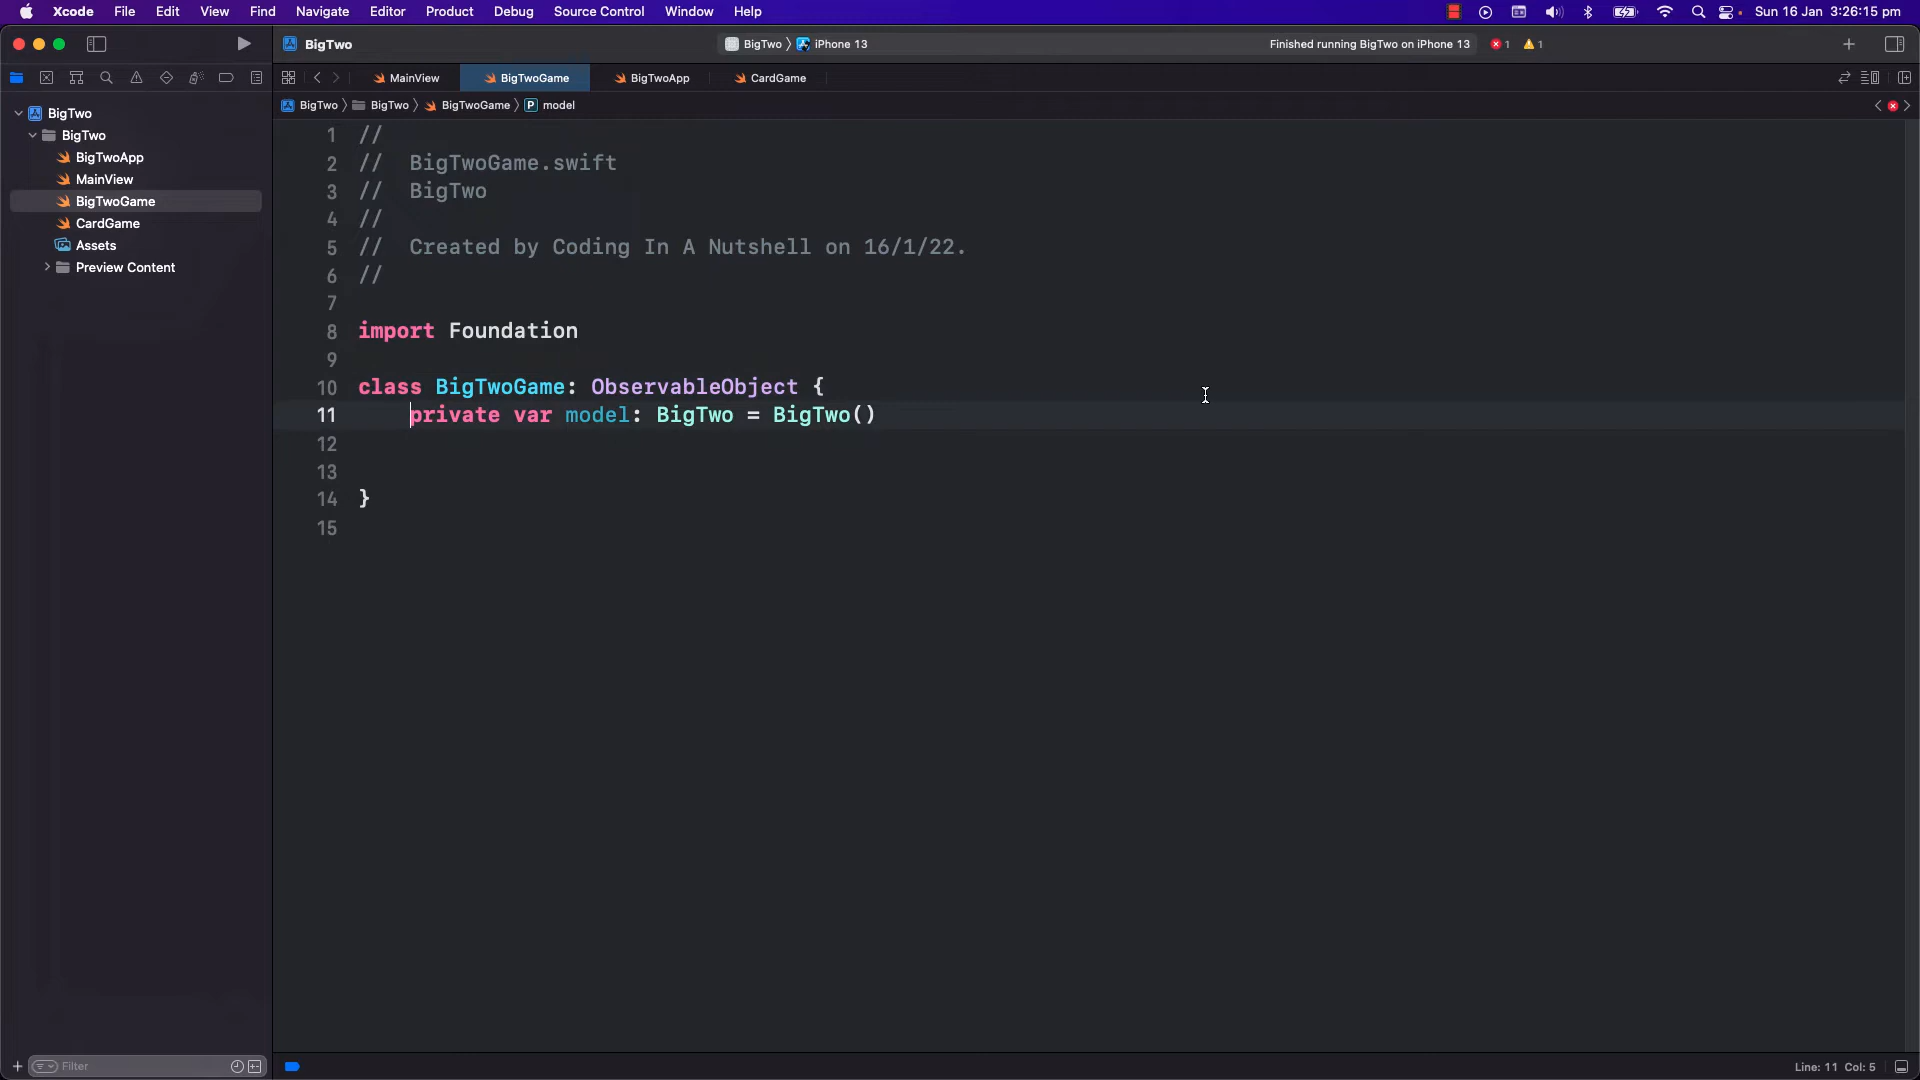 Xcode File Edit View Find Navigate Editor Product Debug Source Control Window Help Sun 16 Jan 3:26:15 pm
BigTwo BigTwo 〉 iPhone 13 Finished running BigTwo on iPhone 13 1 1
MainView BigTwoGame BigTwoApp CardGame
BigTwo 〉 BigTwo 〉 BigTwoGame 〉 P model
BigTwo
BigTwo
BigTwoApp
MainView
BigTwoGame
CardGame
Assets
Preview Content
1 //
2 // BigTwoGame.swift
3 // BigTwo
4 //
5 // Created by Coding In A Nutshell on 16/1/22.
6 //
7
8 import Foundation
9
10 class BigTwoGame: ObservableObject {
11 private var model: BigTwo = BigTwo()
12
13
14 }
15
Filter
Line: 11 Col: 5